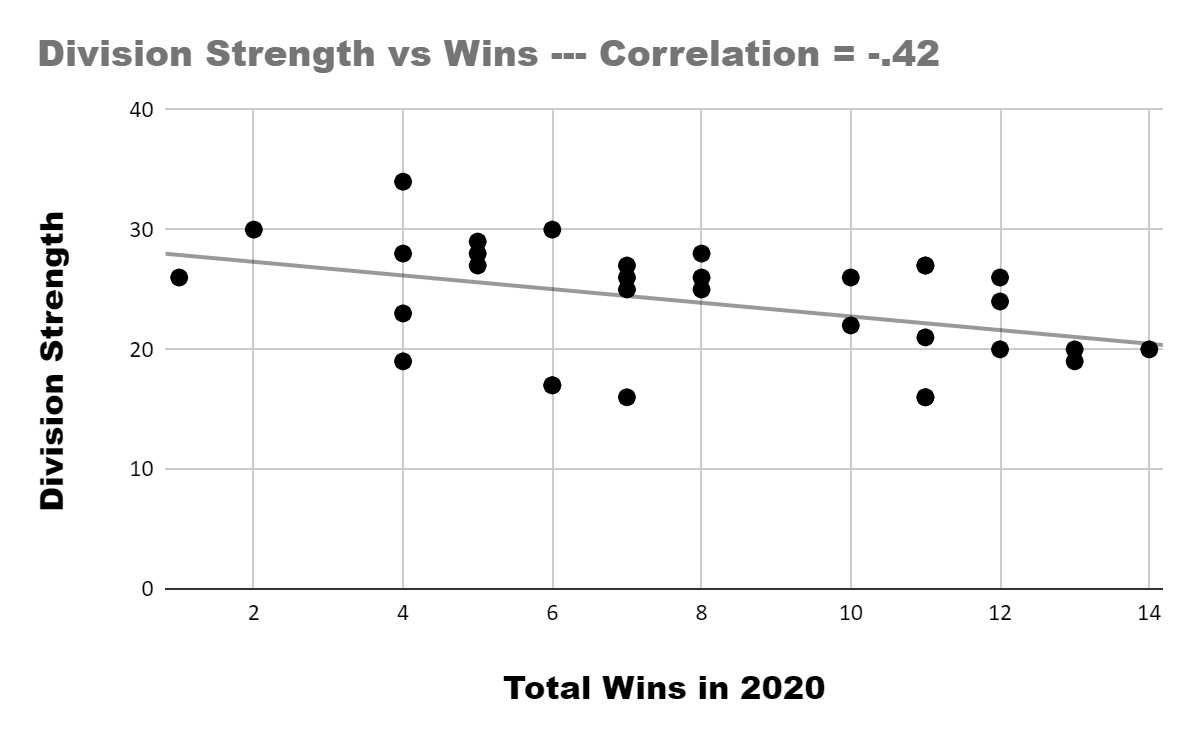 Division Strength vs Wins --- Correlation = -.42
40
30
20
10
0
Division Strength
2 4 6 8 10 12 14
Total Wins in 2020